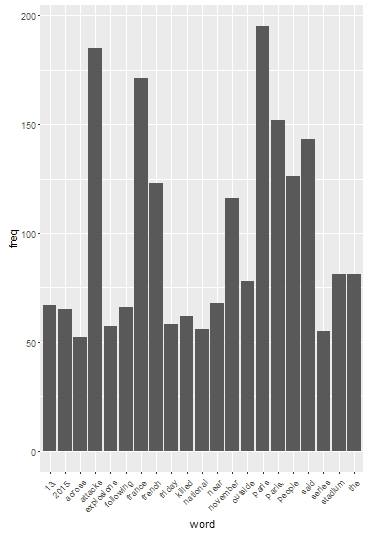 200
150
100
50
0
freq
13
2015.
across
attacks
explosions
following
france
french
friday
killed
national
near
november
outside
paris
paris.
people
said
series
stadium
the
word